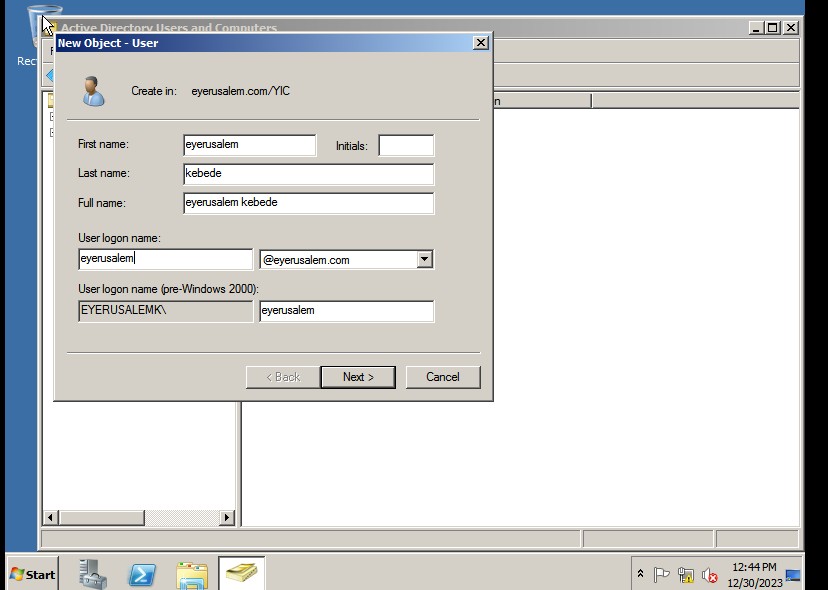 Active Directory Users and Computers
New Object - User
Create in: eyerusalem.com/YIC
First name: eyerusalem Initials:
Last name: kebede
Full name: eyerusalem kebede
User logon name:
eyerusalem @eyerusalem.com
User logon name (pre-Windows 2000):
EYERUSALEMK\ eyerusalem
< Back Next > Cancel
Start
12:44 PM
12/30/2023